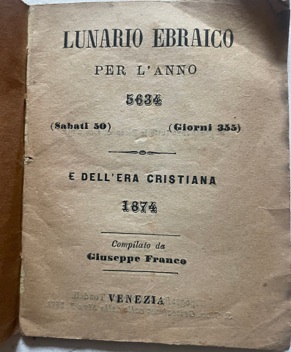 LUNARIO EBRAICO
PER L'ANNO
5634
(Sabati 50) (Giorni 355)
E DELL'ERA CRISTIANA
1874
Compilato da
Giuseppe Franco
VENEZIA